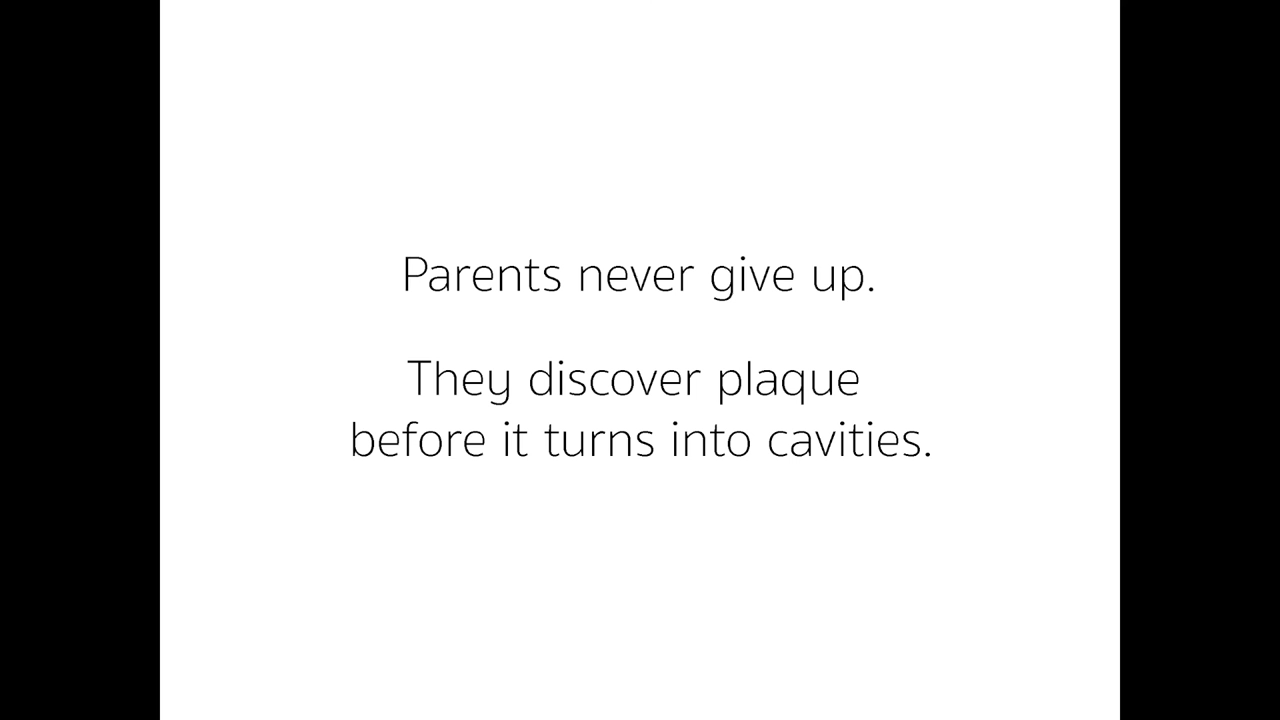 Parents never give up.
They discover plaque
before it turns into cavities.